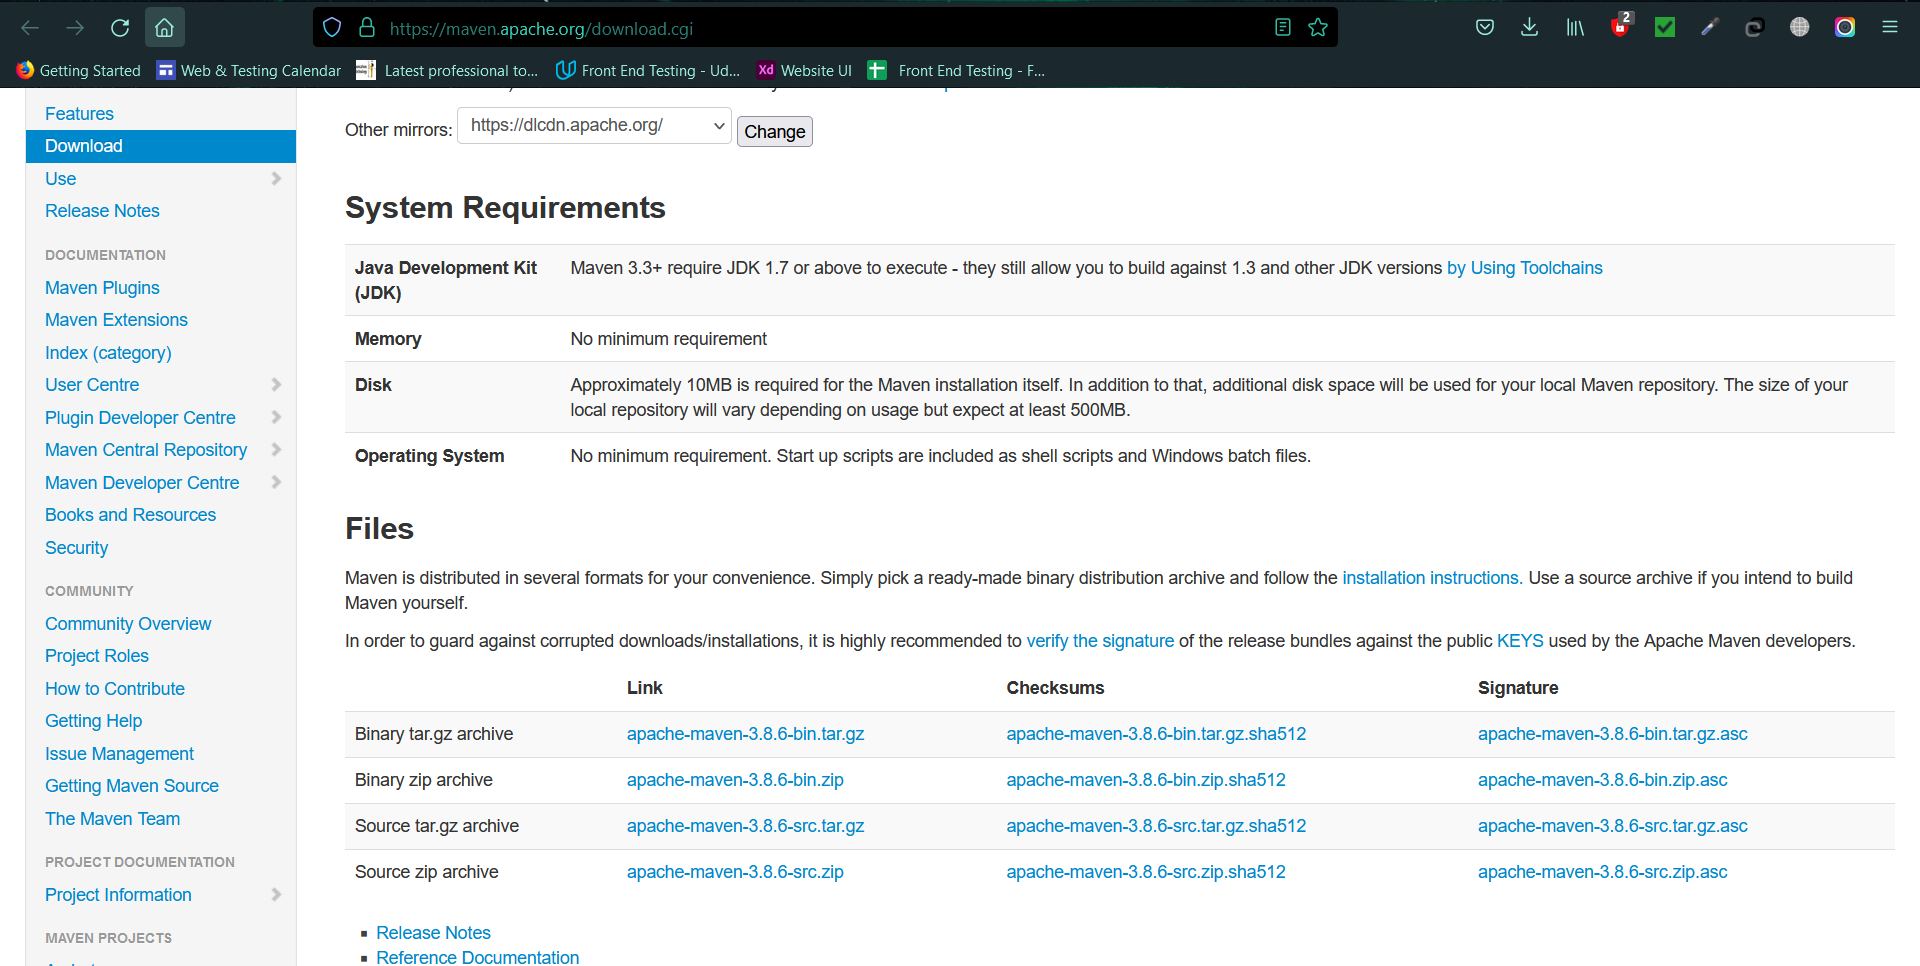 https://maven.apache.org/download.cgi
2
Getting Started
Web & Testing Calendar
Latest professional to...
Front End Testing - Ud...
Xd Website UI
Front End Testing - F...
Features
Download
Use
Release Notes
DOCUMENTATION
Maven Plugins
Maven Extensions
Index (category)
User Centre
Plugin Developer Centre
Maven Central Repository
Maven Developer Centre
Books and Resources
Security
COMMUNITY
Community Overview
Project Roles
How to Contribute
Getting Help
Issue Management
Getting Maven Source
The Maven Team
PROJECT DOCUMENTATION
Project Information
MAVEN PROJECTS
Other mirrors: https://dlcdn.apache.org/ Change
System Requirements
Java Development Kit (JDK) Maven 3.3+ require JDK 1.7 or above to execute - they still allow you to build against 1.3 and other JDK versions by Using Toolchains
Memory No minimum requirement
Disk Approximately 10MB is required for the Maven installation itself. In addition to that, additional disk space will be used for your local Maven repository. The size of your
local repository will vary depending on usage but expect at least 500MB.
Operating System No minimum requirement. Start up scripts are included as shell scripts and Windows batch files.
Files
Maven is distributed in several formats for your convenience. Simply pick a ready-made binary distribution archive and follow the installation instructions. Use a source archive if you intend to build
Maven yourself.
In order to guard against corrupted downloads/installations, it is highly recommended to verify the signature of the release bundles against the public KEYS used by the Apache Maven developers.
Link Checksums Signature
Binary tar.gz archive apache-maven-3.8.6-bin.tar.gz apache-maven-3.8.6-bin.tar.gz.sha512 apache-maven-3.8.6-bin.tar.gz.asc
Binary zip archive apache-maven-3.8.6-bin.zip apache-maven-3.8.6-bin.zip.sha512 apache-maven-3.8.6-bin.zip.asc
Source tar.gz archive apache-maven-3.8.6-src.tar.gz apache-maven-3.8.6-src.tar.gz.sha512 apache-maven-3.8.6-src.tar.gz.asc
Source zip archive apache-maven-3.8.6-src.zip apache-maven-3.8.6-src.zip.sha512 apache-maven-3.8.6-src.zip.asc
Release Notes
Reference Documentation